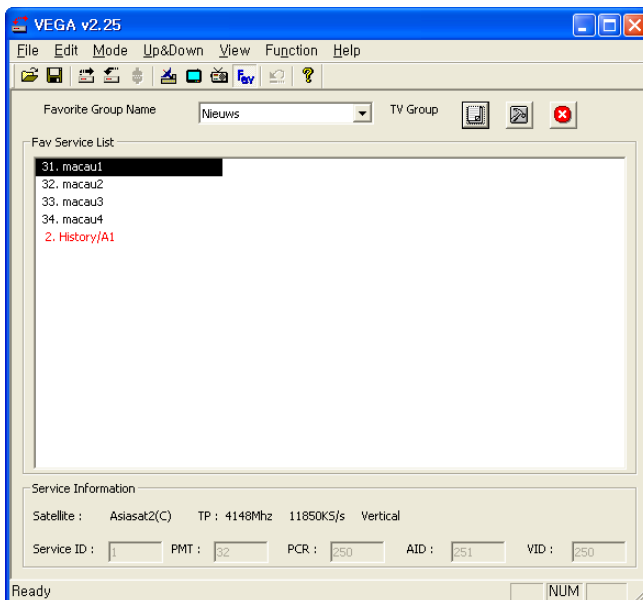 VEGA v2.25
File Edit Mode Up&Down View Function Help
Fav ?
Favorite Group Name Nieuws TV Group
Fav Service List
31. macau1
32. macau2
33. macau3
34. macau4
2. History/A1
Service Information
Satellite : Asiasat2(C) TP : 4148Mhz 11850KS/s Vertical
Service ID : 1 PMT : 32 PCR : 250 AID : 251 VID : 250
Ready NUM